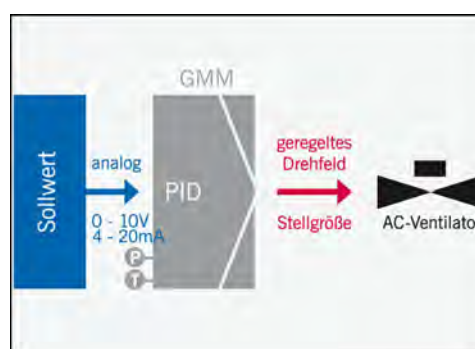 GMM
Sollwert
analog
0 - 10V
4 - 20mA
PID
P
T
geregeltes
Drehfeld
Stellgröße
AC-Ventilato